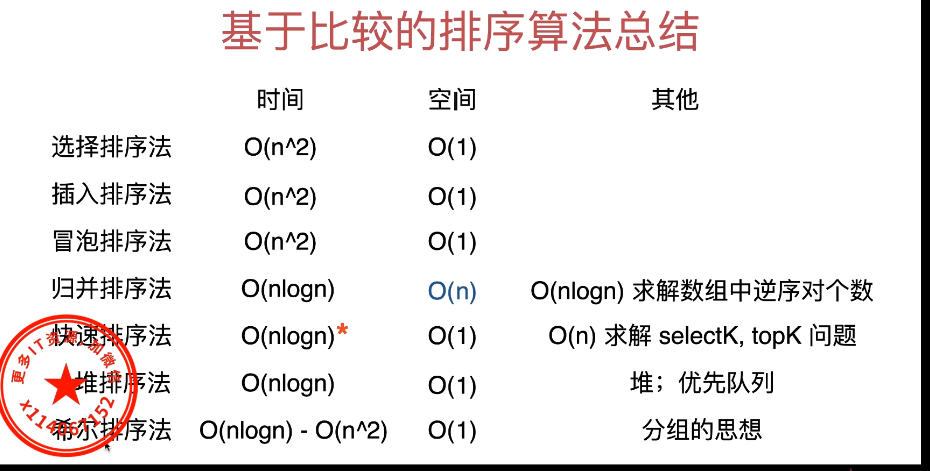 基于比较的排序算法总结
时间 空间 其他
选择排序法 O(n^2) O(1)
插入排序法 O(n^2) O(1)
冒泡排序法 O(n^2) O(1)
归并排序法 O(nlogn) O(n) O(nlogn) 求解数组中逆序对个数
快速排序法 O(nlogn)* O(1) O(n) 求解 selectK, topK 问题
堆排序法 O(nlogn) O(1) 堆；优先队列
希尔排序法 O(nlogn) - O(n^2) O(1) 分组的思想
更多IT资源,加微信
x114067152